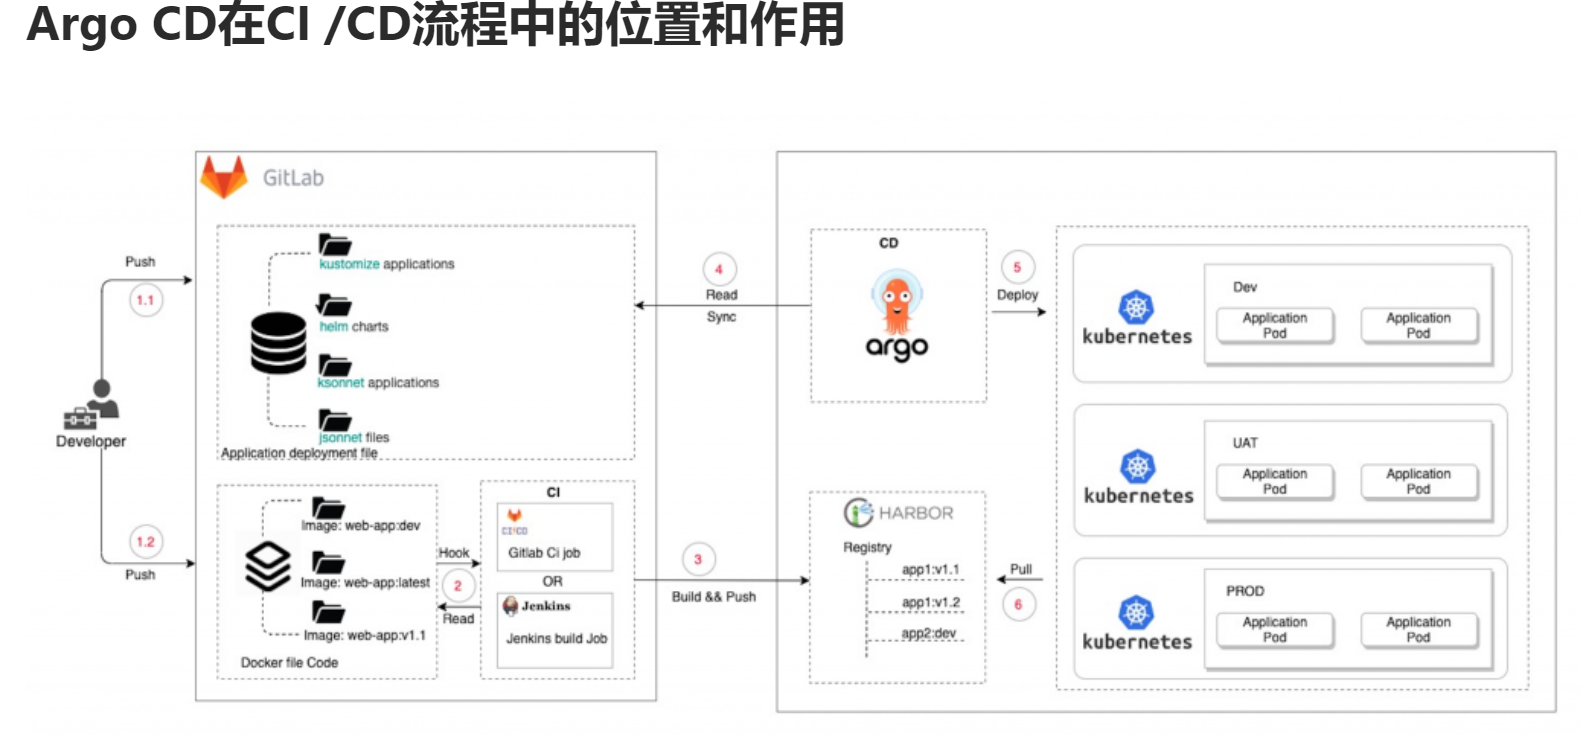 Argo CD在CI /CD流程中的位置和作用
GitLab
kustomize applications
helm charts
ksonnet applications
jsonnet files
Application deployment file
Push
1.1
Developer
1.2
Push
Image: web-app:dev
Image: web-app:latest
Image: web-app:v1.1
Docker file Code
Hook
2
Read
CI
CI/CD
Gitlab Ci job
OR
Jenkins
Jenkins build Job
3
Build && Push
4
Read
Sync
CD
argo
5
Deploy
HARBOR
Registry
app1:v1.1
app1:v1.2
app2:dev
Pull
6
kubernetes
Dev
Application
Pod
Application
Pod
kubernetes
UAT
Application
Pod
Application
Pod
kubernetes
PROD
Application
Pod
Application
Pod